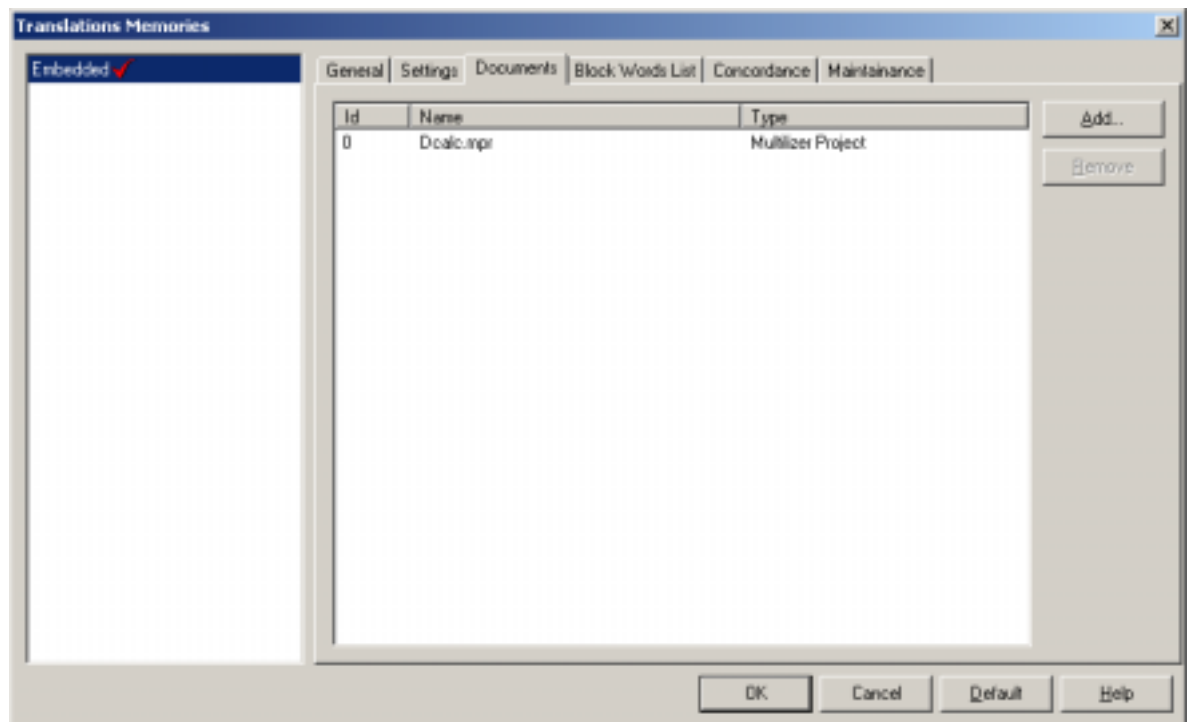 Translations Memories
Embedded
General Settings Documents Block Words List Concordance Maintainance
Id Name Type
0 Dcalc.mpr Multilizer Project
Add...
Remove
OK Cancel Default Help